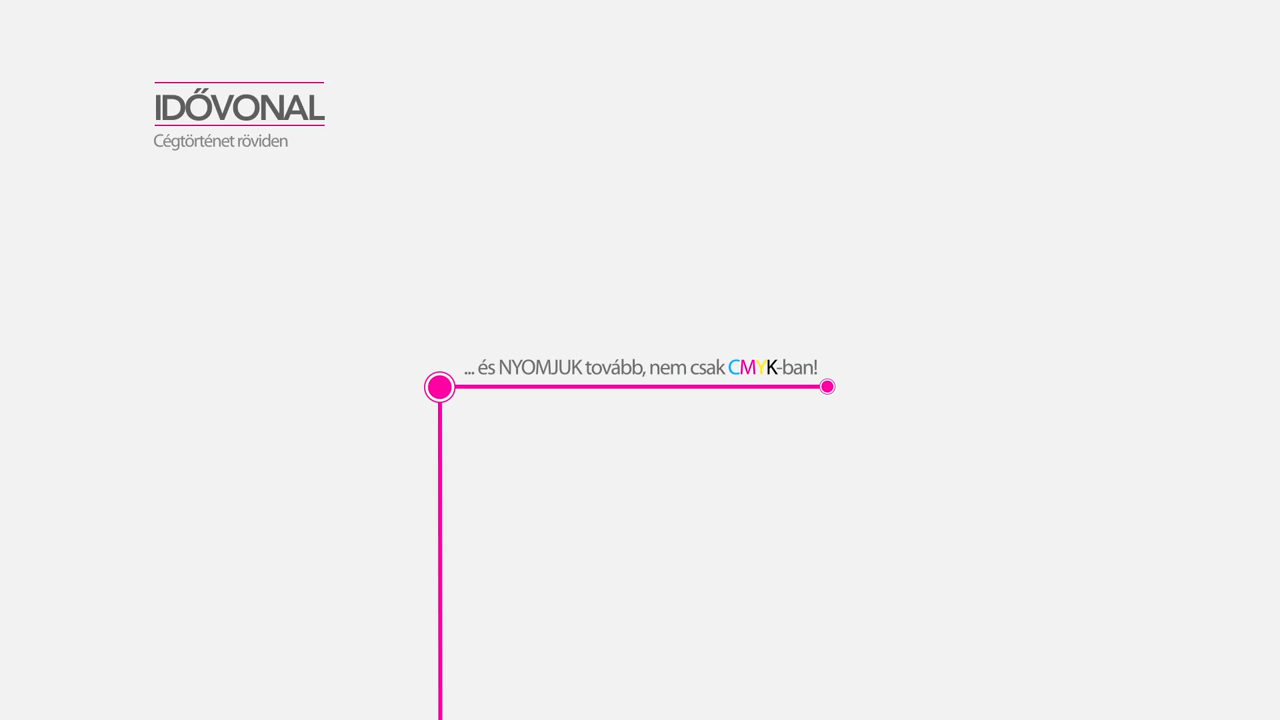 IDŐVONAL
Cégtörténet röviden
... és NYOMJUK tovább, nem csak CMYK-ban!